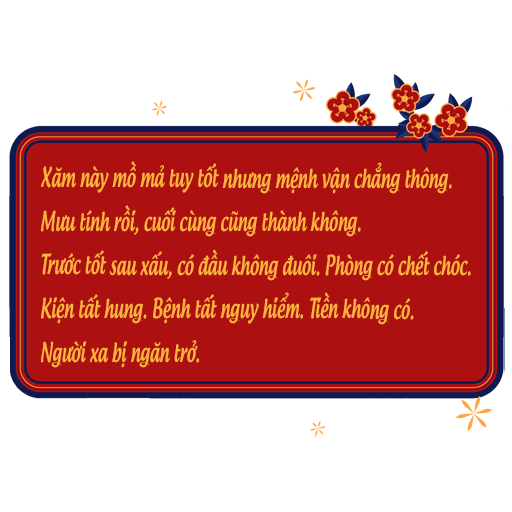 Xăm này mồ mả tuy tốt nhưng mệnh vận chẳng thông.
Mưu tính rồi, cuối cùng cũng thành không.
Trước tốt sau xấu, có đầu không đuôi. Phòng có chết chóc.
Kiện tất hung. Bệnh tất nguy hiểm. Tiền không có.
Người xa bị ngăn trở.